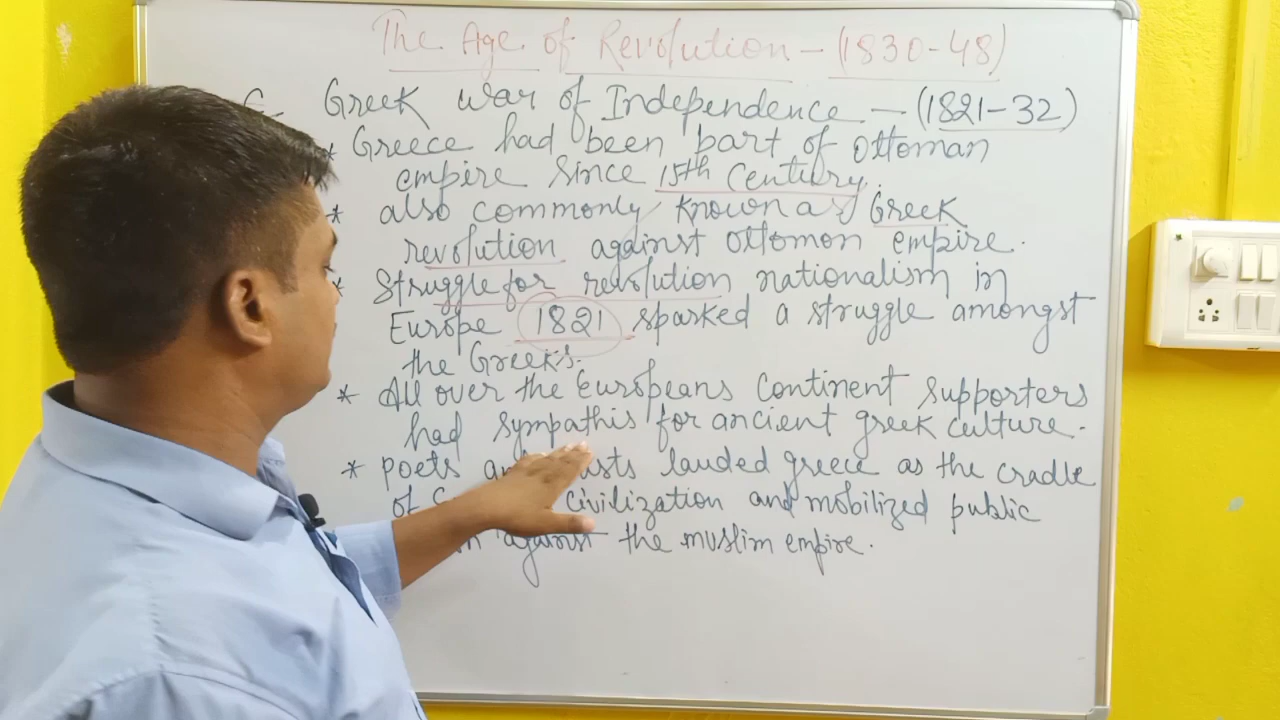 The Age of Revolution - (1830-48)
Greek war of Independence - (1821-32)
* Greece had been part of Ottoman
empire since 15th Century.
* also commonly known as Greek
revolution against Ottomon empire.
* Struggle for revolution nationalism in
Europe 1821 sparked a struggle amongst
the Greek's.
* All over the Europeans Continent Supporters
had sympathis for ancient greek culture.
* poets lauded greece as the cradle
of civilization and mobilized public
against the muslim empire.